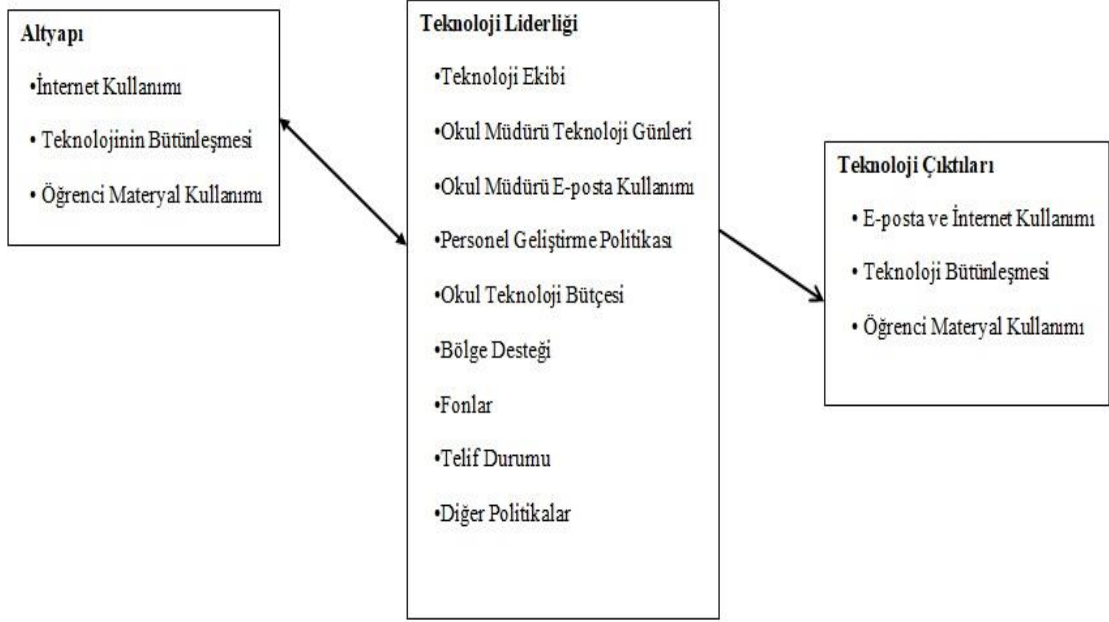 Altyapı
•İnternet Kullanımı
• Teknolojinin Bütünleşmesi
• Öğrenci Materyal Kullanımı
Teknoloji Liderliği
•Teknoloji Ekibi
•Okul Müdürü Teknoloji Günleri
•Okul Müdürü E-posta Kullanımı
•Personel Geliştirme Politikası
•Okul Teknoloji Bütçesi
•Bölge Desteği
•Fonlar
•Telif Durumu
•Diğer Politikalar
Teknoloji Çıktıları
• E-posta ve İnternet Kullanımı
• Teknoloji Bütünleşmesi
• Öğrenci Materyal Kullanımı